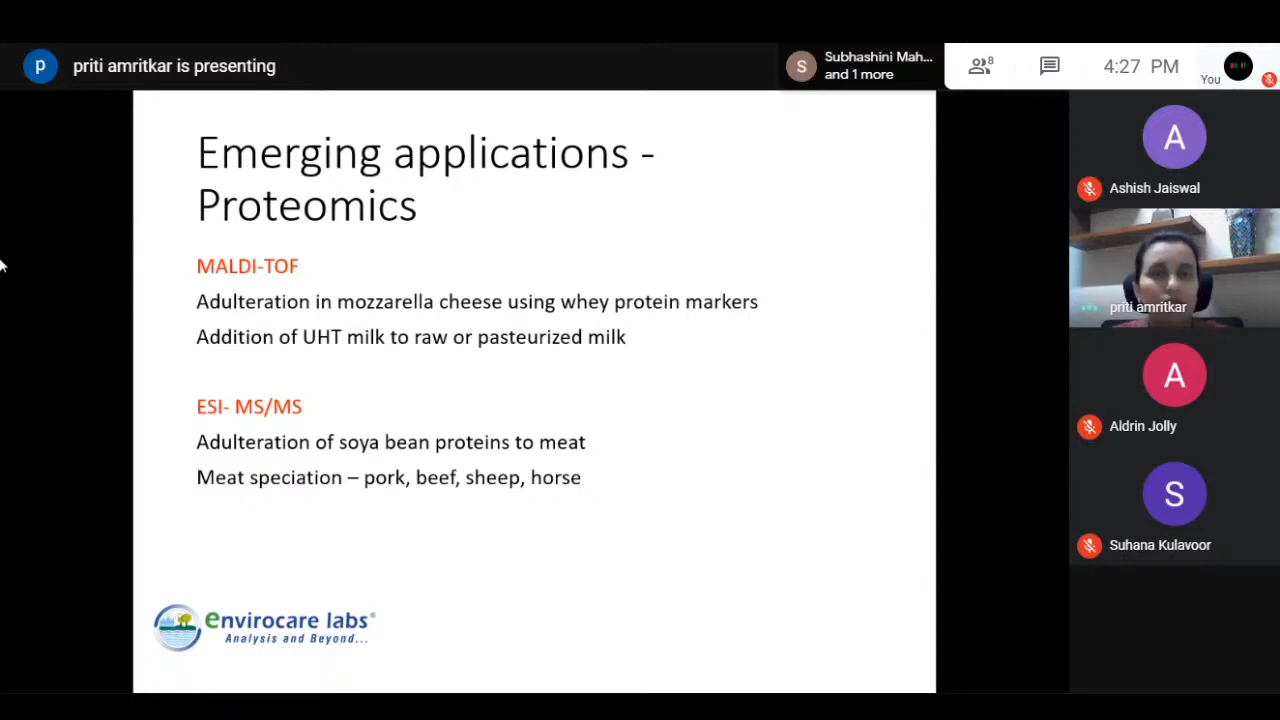 p
priti amritkar is presenting
S
Subhashini Mah...
and 1 more
8
4:27 PM
You
Emerging applications -
Proteomics
MALDI-TOF
Adulteration in mozzarella cheese using whey protein markers
Addition of UHT milk to raw or pasteurized milk
ESI- MS/MS
Adulteration of soya bean proteins to meat
Meat speciation – pork, beef, sheep, horse
envirocare labs®
Analysis and Beyond...
A
Ashish Jaiswal
priti amritkar
A
Aldrin Jolly
S
Suhana Kulavoor